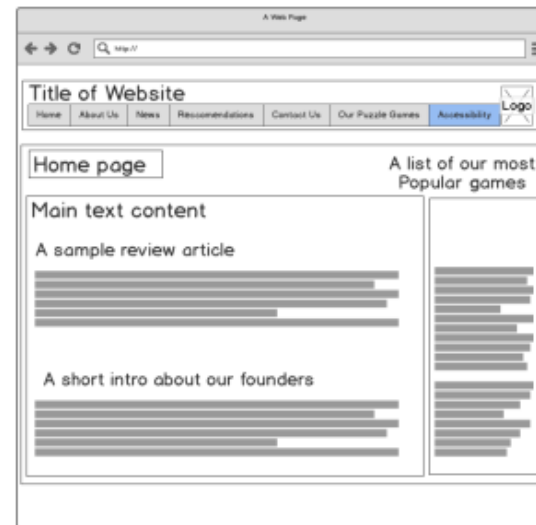 A Web Page
http://
Title of Website
Home About Us News Reccomendations Contact Us Our Puzzle Games Accessibility Logo
Home page
A list of our most
Popular games
Main text content
A sample review article
A short intro about our founders